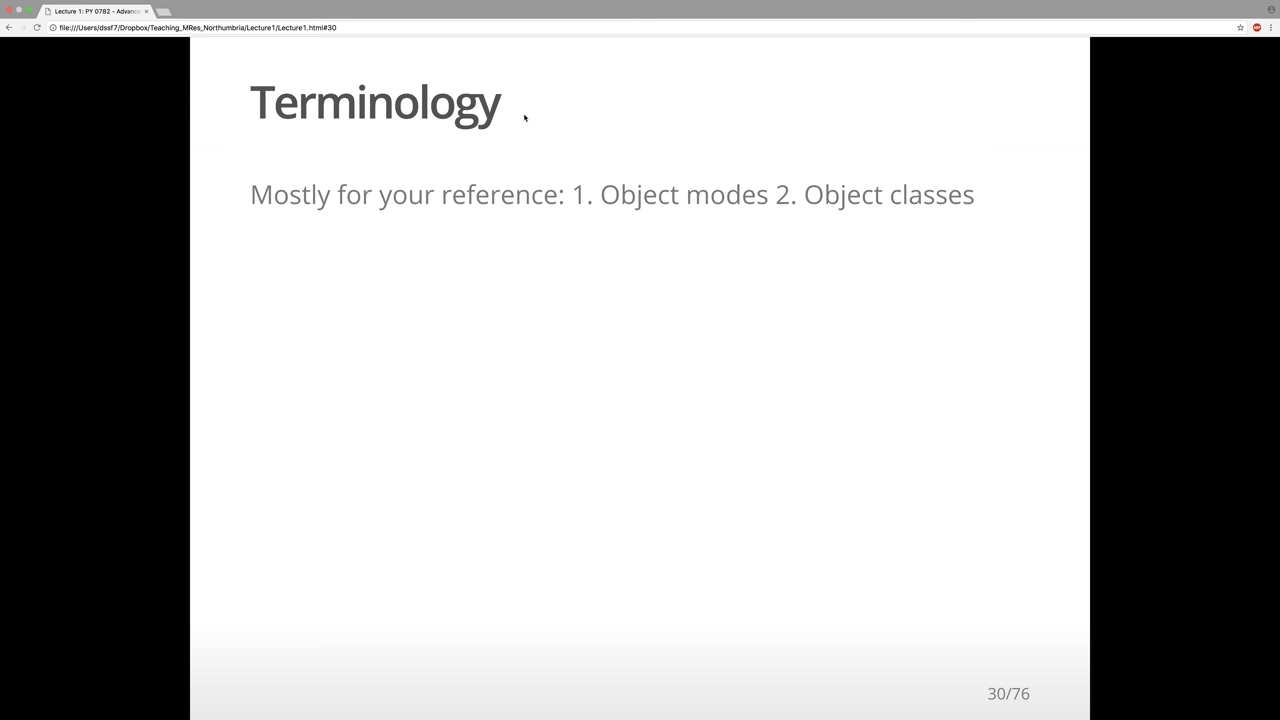 Lecture 1: PY 0782 - Advanc
file:///Users/dssf7/Dropbox/Teaching_MRes_Northumbria/Lecture1/Lecture1.html#30
Terminology
Mostly for your reference: 1. Object modes 2. Object classes
30/76